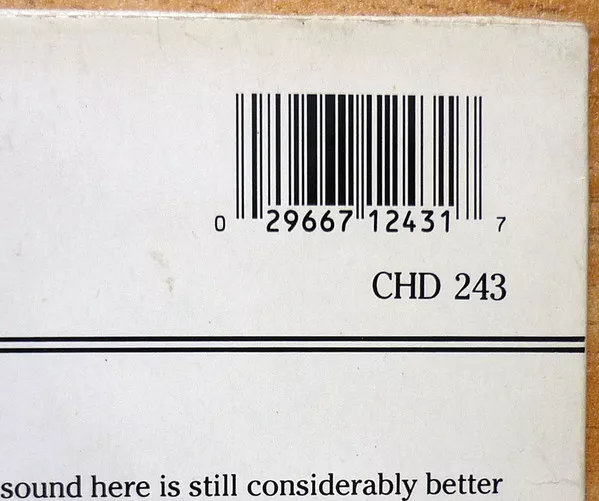 0 29667 12431 7
CHD 243
sound here is still considerably better